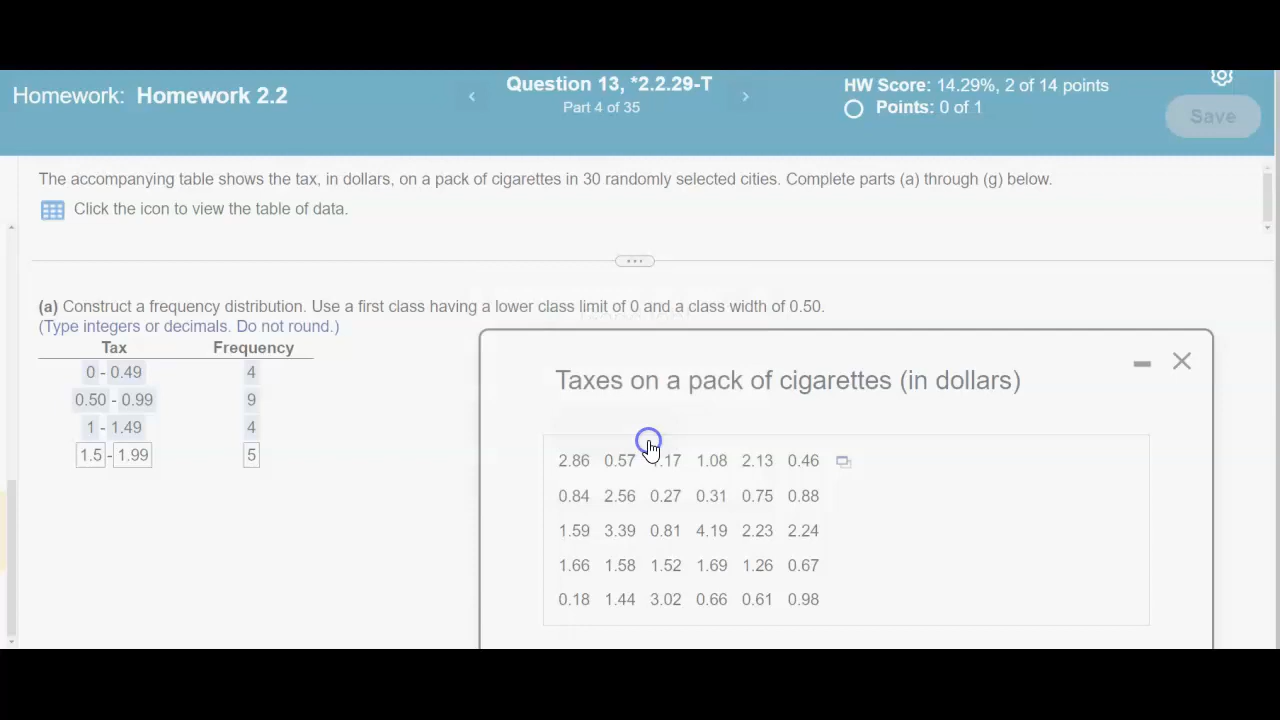 Homework: Homework 2.2
Question 13, *2.2.29-T
Part 4 of 35
HW Score: 14.29%, 2 of 14 points
Points: 0 of 1
Save
The accompanying table shows the tax, in dollars, on a pack of cigarettes in 30 randomly selected cities. Complete parts (a) through (g) below.
Click the icon to view the table of data.
(a) Construct a frequency distribution. Use a first class having a lower class limit of 0 and a class width of 0.50.
(Type integers or decimals. Do not round.)
Tax Frequency
0 - 0.49 4
0.50 - 0.99 9
1 - 1.49 4
1.5 - 1.99 5
Taxes on a pack of cigarettes (in dollars)
2.86 0.57 .17 1.08 2.13 0.46
0.84 2.56 0.27 0.31 0.75 0.88
1.59 3.39 0.81 4.19 2.23 2.24
1.66 1.58 1.52 1.69 1.26 0.67
0.18 1.44 3.02 0.66 0.61 0.98